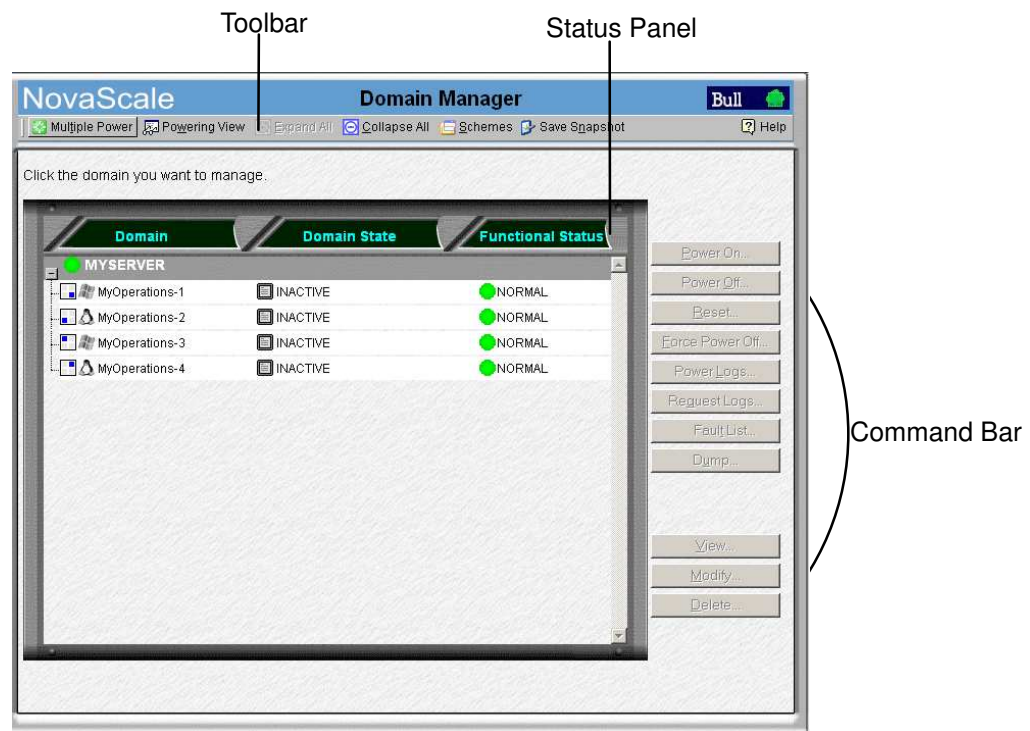 Toolbar
Status Panel
NovaScale
Domain Manager
Bull
Multiple Power
Powering View
Expand All
Collapse All
Schemes
Save Snapshot
Help
Click the domain you want to manage.
Domain
Domain State
Functional Status
MYSERVER
MyOperations-1 INACTIVE NORMAL
MyOperations-2 INACTIVE NORMAL
MyOperations-3 INACTIVE NORMAL
MyOperations-4 INACTIVE NORMAL
Power On...
Power Off...
Reset...
Force Power Off...
Power Logs...
Request Logs...
Fault List...
Dump...
View...
Modify...
Delete...
Command Bar